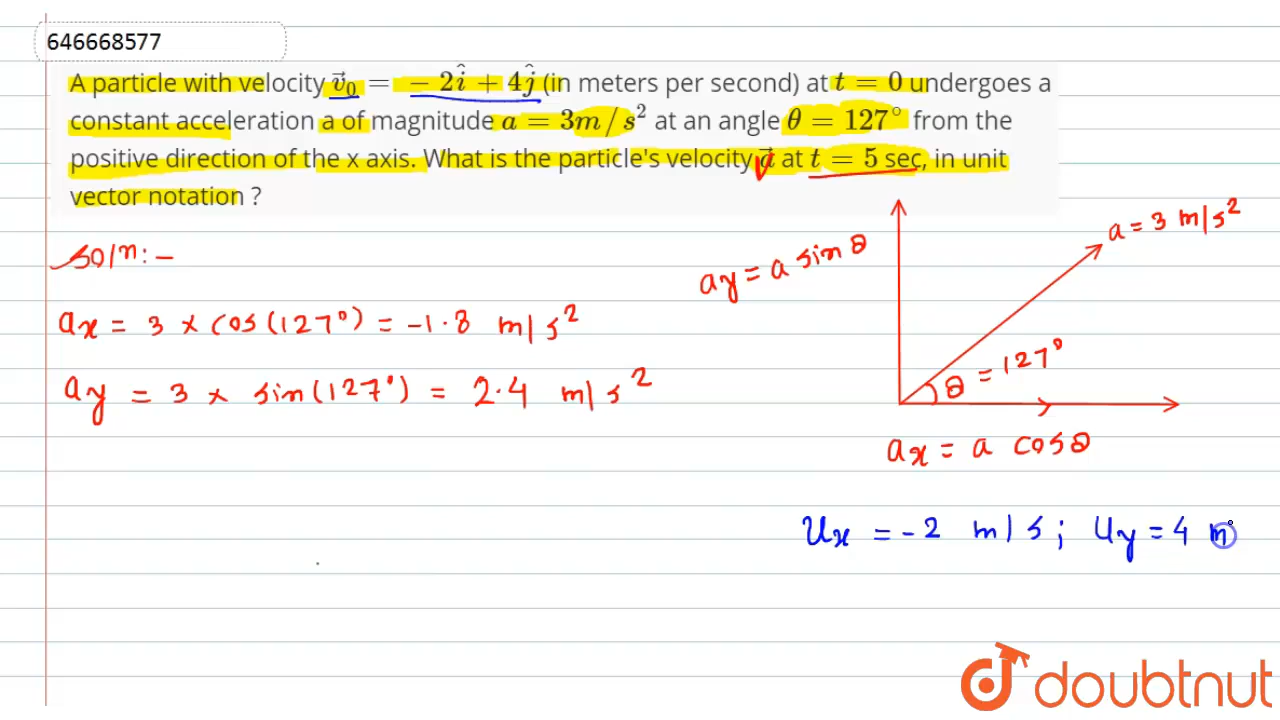 646668577
A particle with velocity v⃗₀ = −2î + 4ĵ (in meters per second) at t = 0 undergoes a
constant acceleration a of magnitude a = 3m/s² at an angle θ = 127° from the
positive direction of the x axis. What is the particle's velocity a⃗ at t = 5 sec, in unit
vector notation ?
Soln:-
ax = 3 × cos(127°) = -1.8 m/s²
ay = 3 × sin(127°) = 2.4 m/s²
ay = a sin θ
a = 3 m/s²
θ = 127°
ax = a cosθ
Ux = -2 m/s; Uy = 4 m
doubtnut